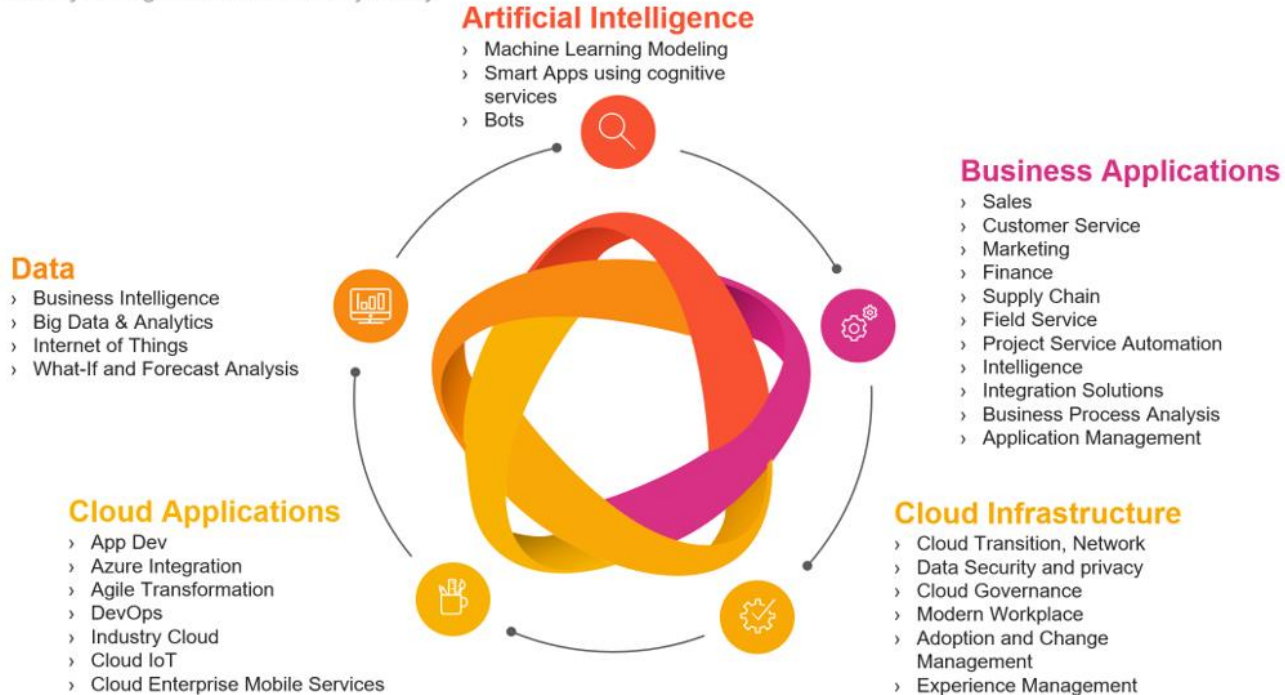 Artificial Intelligence
› Machine Learning Modeling
› Smart Apps using cognitive
services
› Bots
Business Applications
› Sales
› Customer Service
› Marketing
› Finance
› Supply Chain
› Field Service
› Project Service Automation
› Intelligence
› Integration Solutions
› Business Process Analysis
› Application Management
Data
› Business Intelligence
› Big Data & Analytics
› Internet of Things
› What-If and Forecast Analysis
Cloud Applications
› App Dev
› Azure Integration
› Agile Transformation
› DevOps
› Industry Cloud
› Cloud IoT
› Cloud Enterprise Mobile Services
Cloud Infrastructure
› Cloud Transition, Network
› Data Security and privacy
› Cloud Governance
› Modern Workplace
› Adoption and Change
Management
› Experience Management